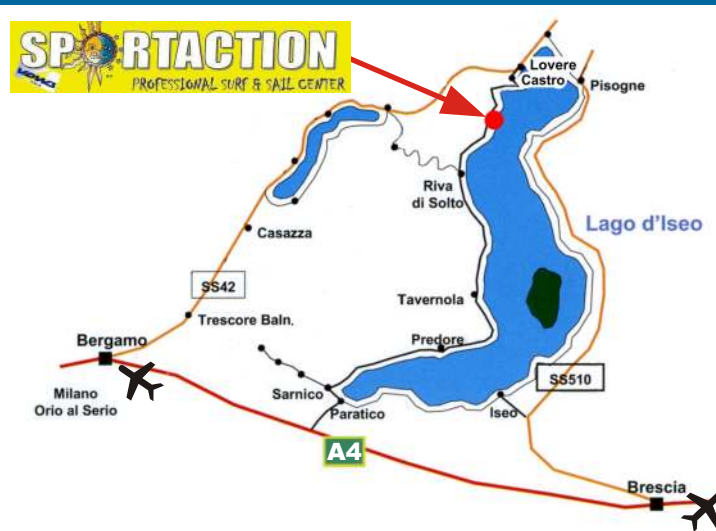 SPORTACTION
PROFESSIONAL SURF & SAIL CENTER
Lovere
Castro
Pisogne
Riva
di Solto
Lago d'Iseo
Casazza
SS42
Tavernola
Trescore Baln.
Predore
Bergamo
SS510
Milano
Orio al Serio
Sarnico
Paratico
Iseo
A4
Brescia